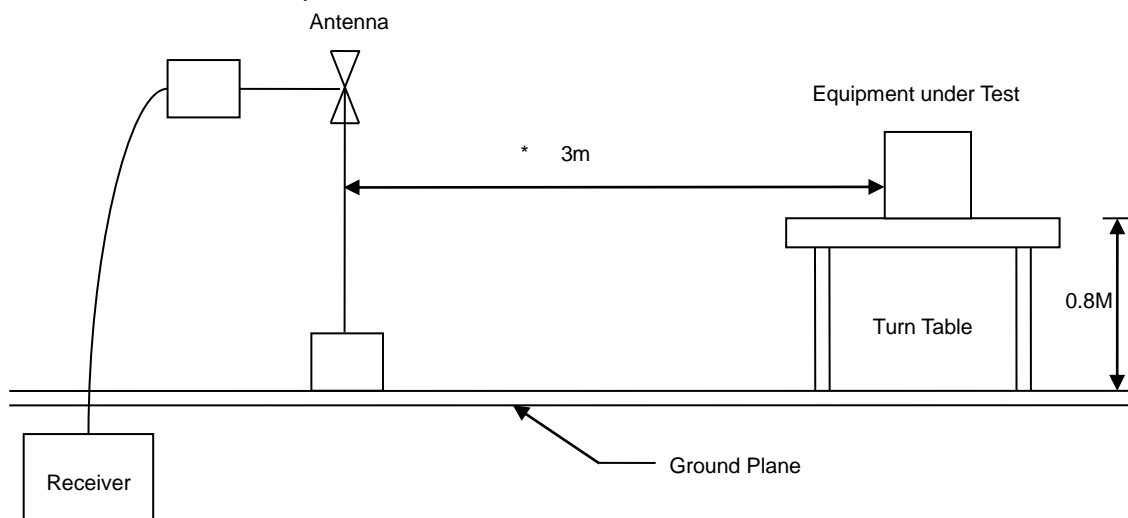 Antenna
Equipment under Test
* 3m
0.8M
Turn Table
Ground Plane
Receiver